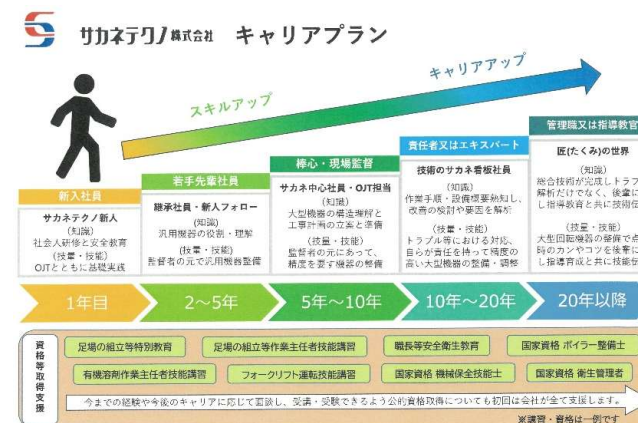 サカネテクノ株式会社 キャリアプラン
スキルアップ
キャリアアップ
新入社員
サカネテクノ新人
(知識)
社会人研修と安全教育
(技量・技能)
OJTとともに基礎実践
若手先輩社員
継承社員・新人フォロー
(知識)
汎用機器の役割・理解
(技量・技能)
監督者の元で汎用機器整備
棒心・現場監督
サカネ中心社員・OJT担当
(知識)
大型機器の構造理解と
工事計画の立案と準備
(技量・技能)
監督者の元にあって、
精度を要す機器の整備
責任者又はエキスパート
技術のサカネ看板社員
(知識)
作業手順・設備概要熟知し、
改善の検討や要因を解析
(技量・技能)
トラブル等における対応、
自らが責任を持って精度の
高い大型機器の整備・調整
管理職又は指導教官
匠(たくみ)の世界
(知識)
総合技術が完成しトラブ
解析だけでなく、後輩に
し指導教育と共に技術伝
(技量・技能)
大型回転機器の整備で点
時のカンやコツを後輩に
し指導育成と共に技能伝
1年目
2～5年
5年～10年
10年～20年
20年以降
資格等取得支援
足場の組立等特別教育
足場の組立等作業主任者技能講習
職長等安全衛生教育
国家資格 ボイラー整備士
有機溶剤作業主任者技能講習
フォークリフト運転技能講習
国家資格 機械保全技能士
国家資格 衛生管理者
今までの経験や今後のキャリアに応じて面談し、受講・受験できるよう公的資格取得についても初回は会社が全て支援します。
※講習・資格は一例です